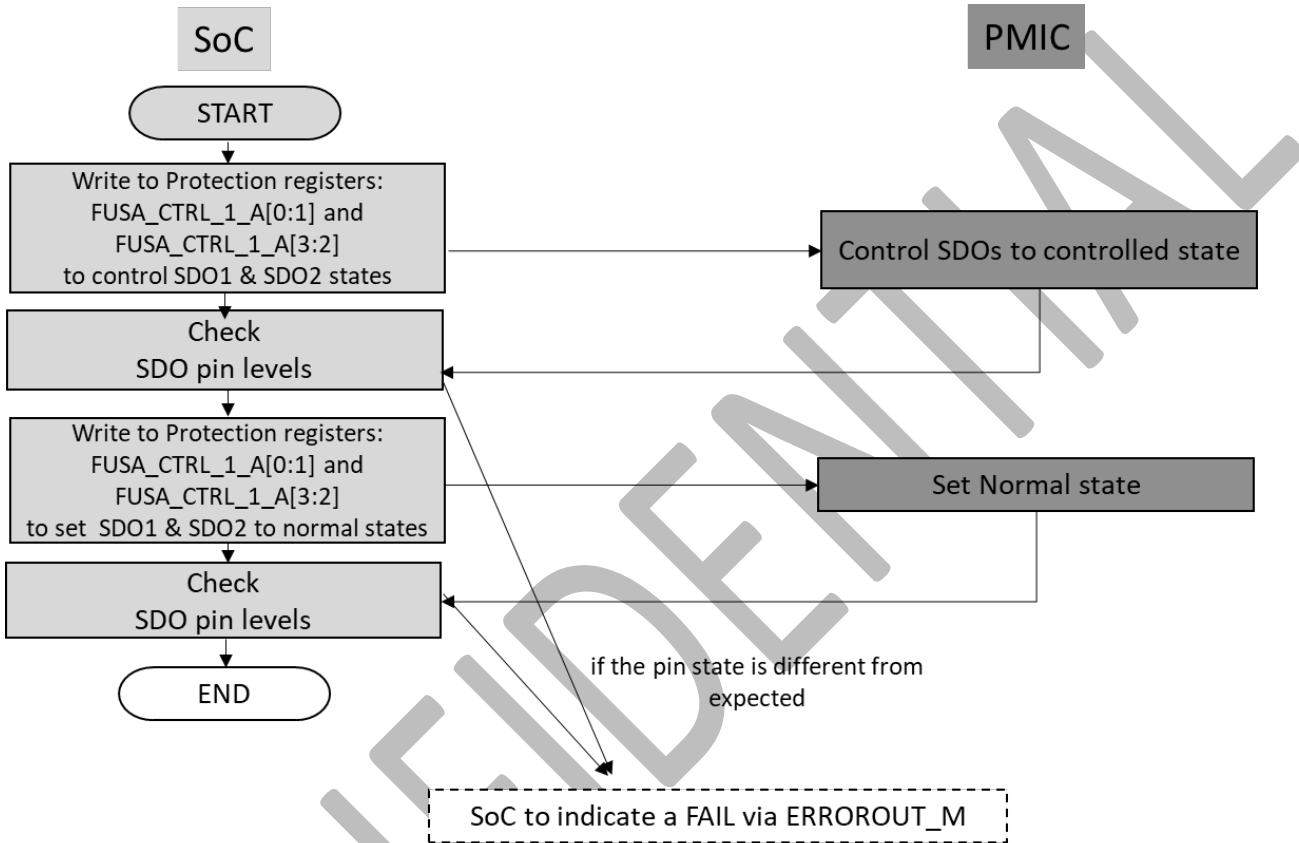 SoC
PMIC
START
Write to Protection registers:
FUSA_CTRL_1_A[0:1] and
FUSA_CTRL_1_A[3:2]
to control SDO1 & SDO2 states
Control SDOs to controlled state
Check
SDO pin levels
Write to Protection registers:
FUSA_CTRL_1_A[0:1] and
FUSA_CTRL_1_A[3:2]
to set SDO1 & SDO2 to normal states
Set Normal state
Check
SDO pin levels
END
if the pin state is different from
expected
SoC to indicate a FAIL via ERROROUT_M
FIDENTIAL